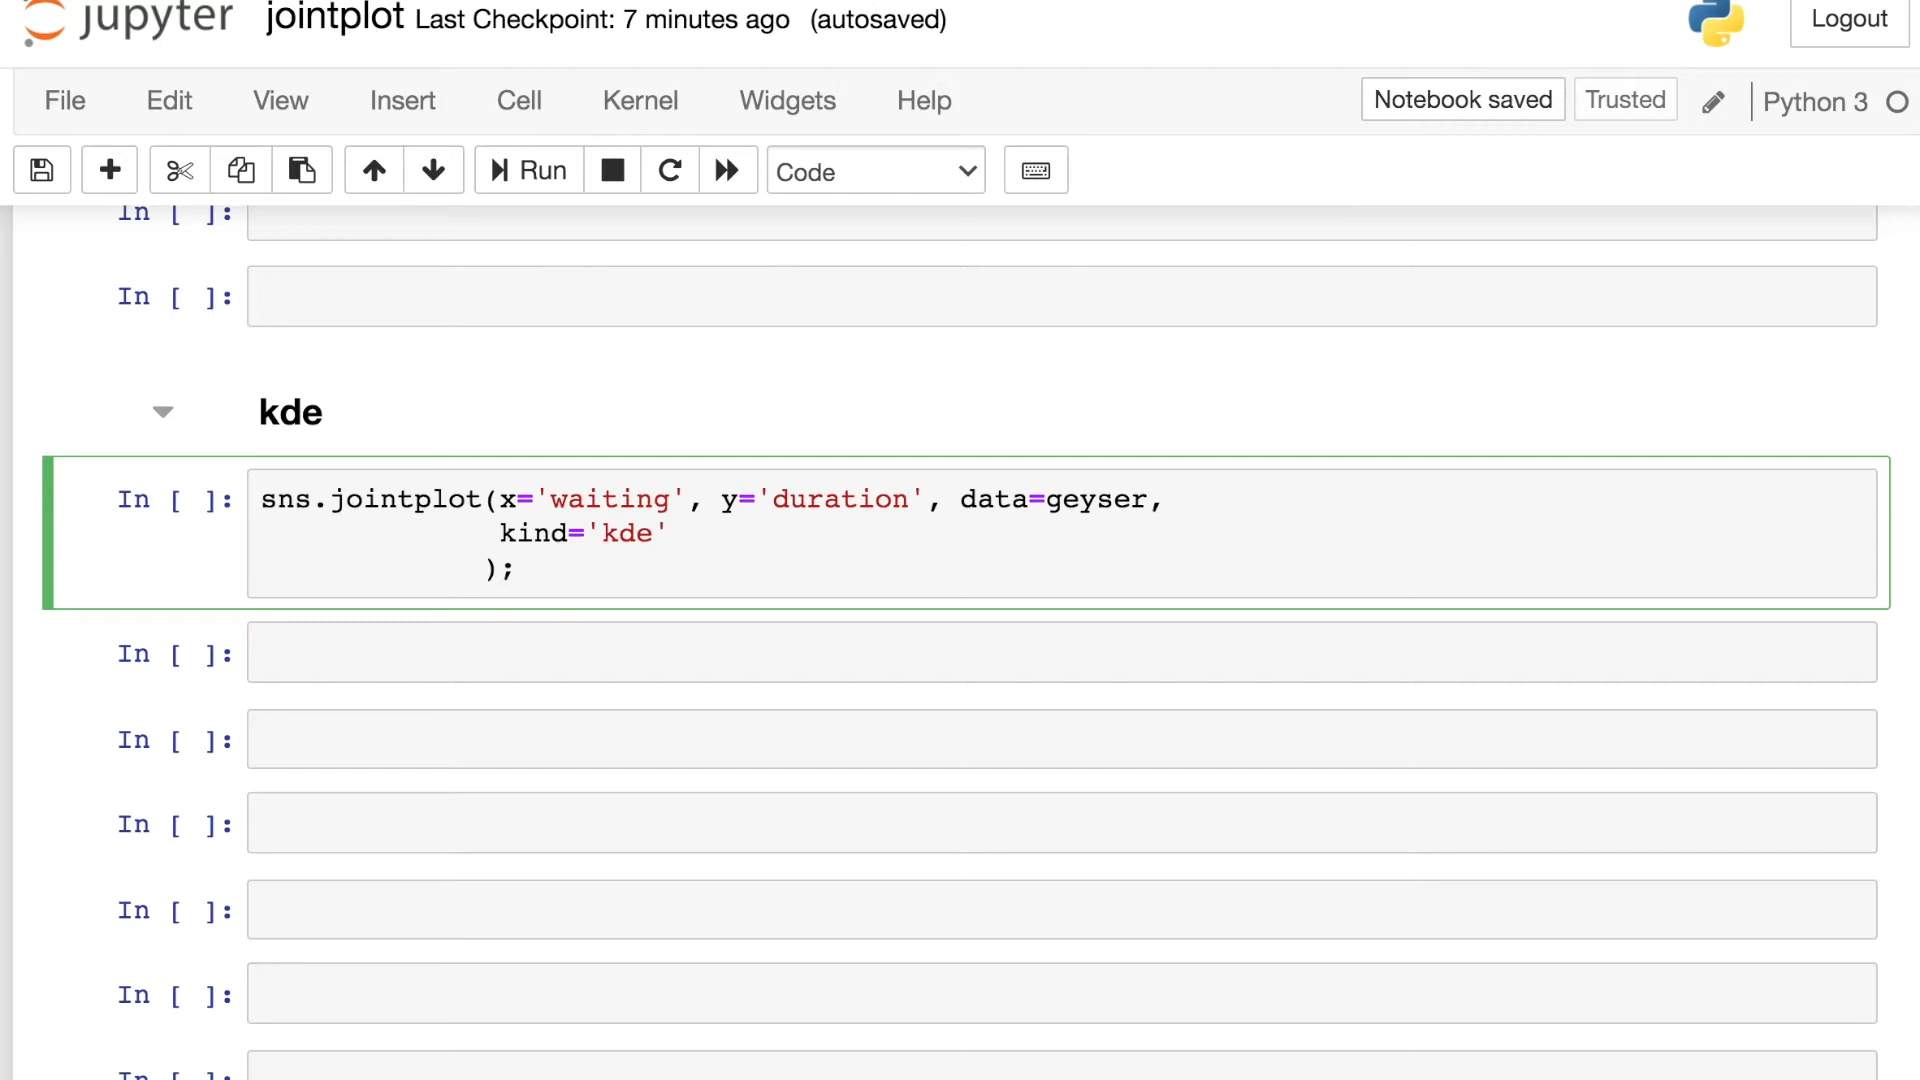 jupyter jointplot Last Checkpoint: 7 minutes ago (autosaved) Logout
File Edit View Insert Cell Kernel Widgets Help Notebook saved Trusted Python 3
Run Code
In [ ]:
In [ ]:
kde
In [ ]: sns.jointplot(x='waiting', y='duration', data=geyser,
kind='kde'
);
In [ ]:
In [ ]:
In [ ]:
In [ ]:
In [ ]:
In [ ]: